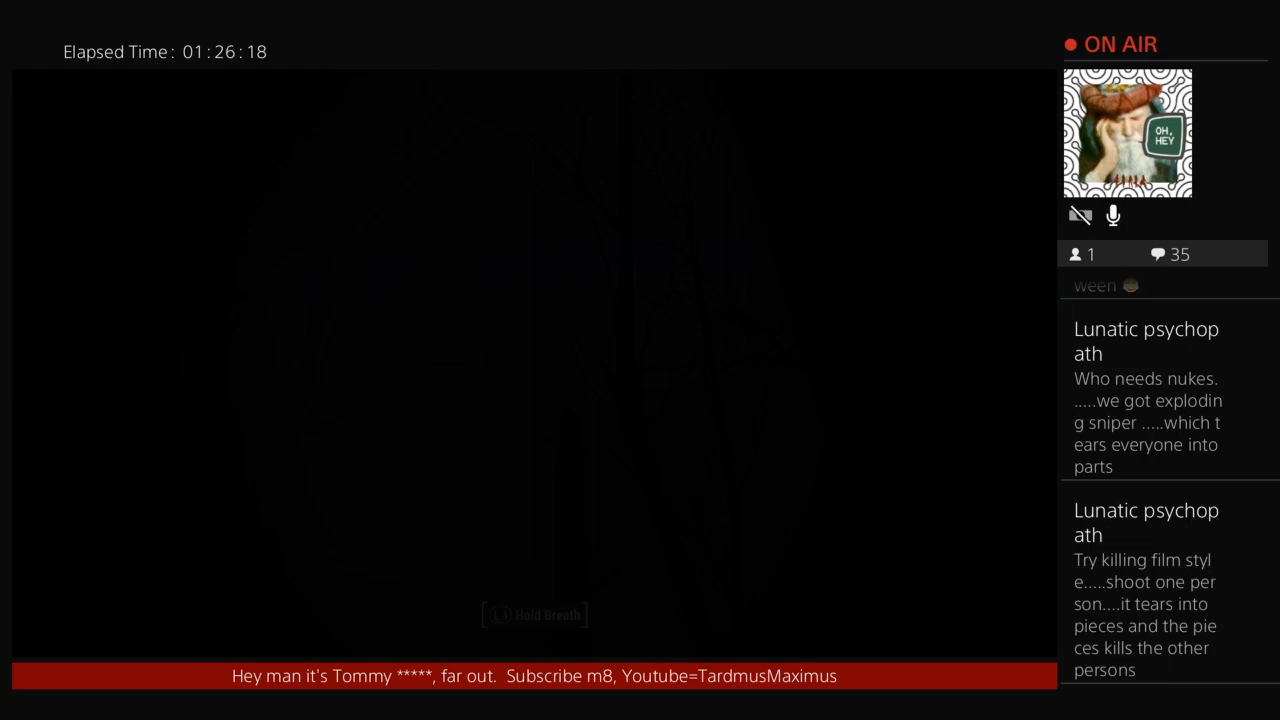 Elapsed Time: 01:26:18
ON AIR
OH,
HEY
1 35
ween
Lunatic psychop
ath
Who needs nukes.
.....we got explodin
g sniper .....which t
ears everyone into
parts
Lunatic psychop
ath
Try killing film styl
e.....shoot one per
son....it tears into
pieces and the pie
ces kills the other
persons
[L3 Hold Breath]
Hey man it's Tommy *****, far out.  Subscribe m8, Youtube=TardmusMaximus